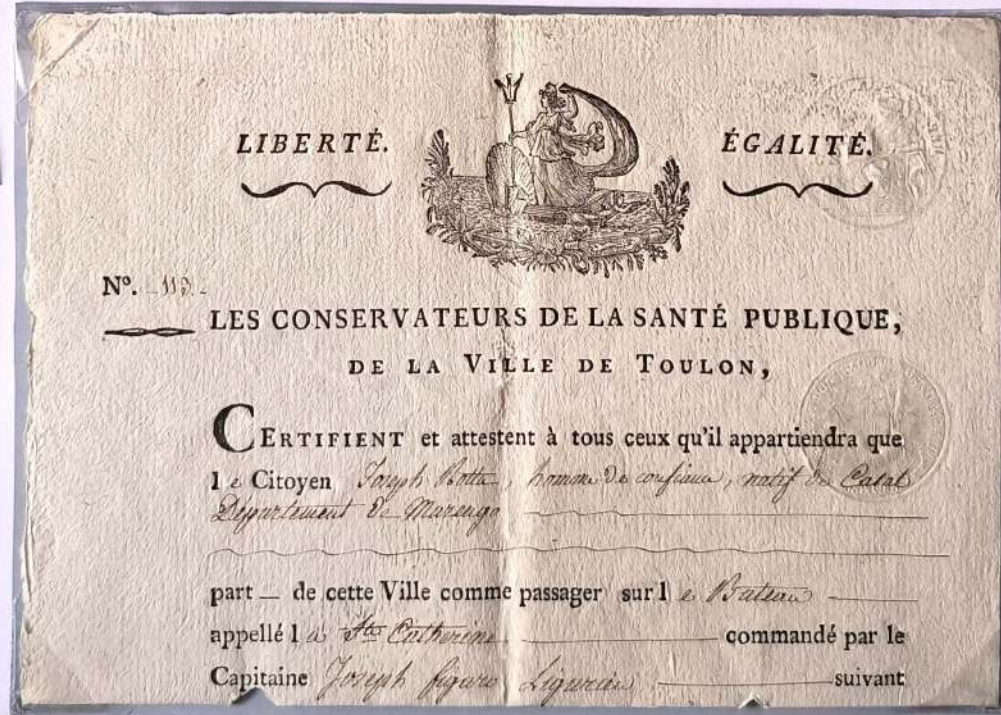 LIBERTÉ. ÉGALITÉ.
N°. 112
LES CONSERVATEURS DE LA SANTÉ PUBLIQUE,
DE LA VILLE DE TOULON,
CERTIFIENT et attestent à tous ceux qu'il appartiendra que
le Citoyen Joseph Botta, homme de confiance, natif de Casal
Département de Marengo
part — de cette Ville comme passager sur le Bateau
appellé la Ste Catherine commandé par le
Capitaine Joseph figure Ligurien suivant